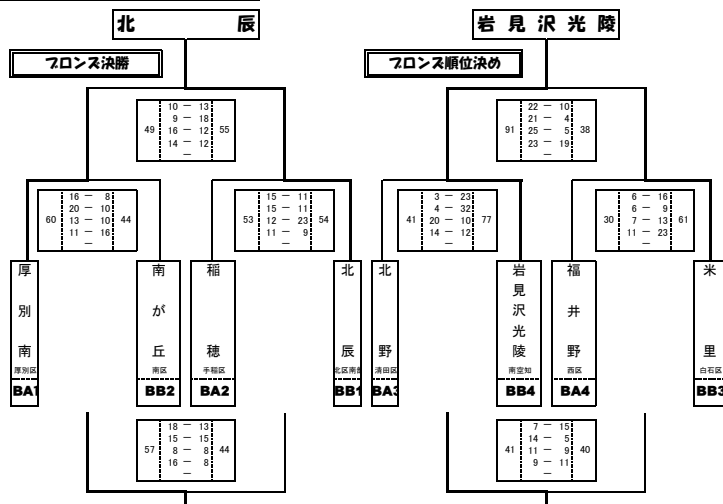 北 辰
岩見沢光陵
ブロンズ決勝
ブロンズ順位決め
49
10 － 13
9 － 18
16 － 12
14 － 12
－
55
91
22 － 10
21 － 4
25 － 5
23 － 19
－
38
60
16 － 8
20 － 10
13 － 10
11 － 16
－
44
53
15 － 11
15 － 11
12 － 23
11 － 9
－
54
41
3 － 23
4 － 32
20 － 10
14 － 12
－
77
30
6 － 16
6 － 9
7 － 13
11 － 23
－
61
厚別南
厚別区
BA1
南が丘
南区
BB2
稲穂
手稲区
BA2
北辰
北区南部
BB1
北野
清田区
BA3
岩見沢光陵
南空知
BB4
福井野
西区
BA4
米里
白石区
BB3
57
18 － 13
15 － 15
8 － 8
16 － 8
－
44
41
7 － 15
14 － 5
11 － 9
9 － 11
－
40